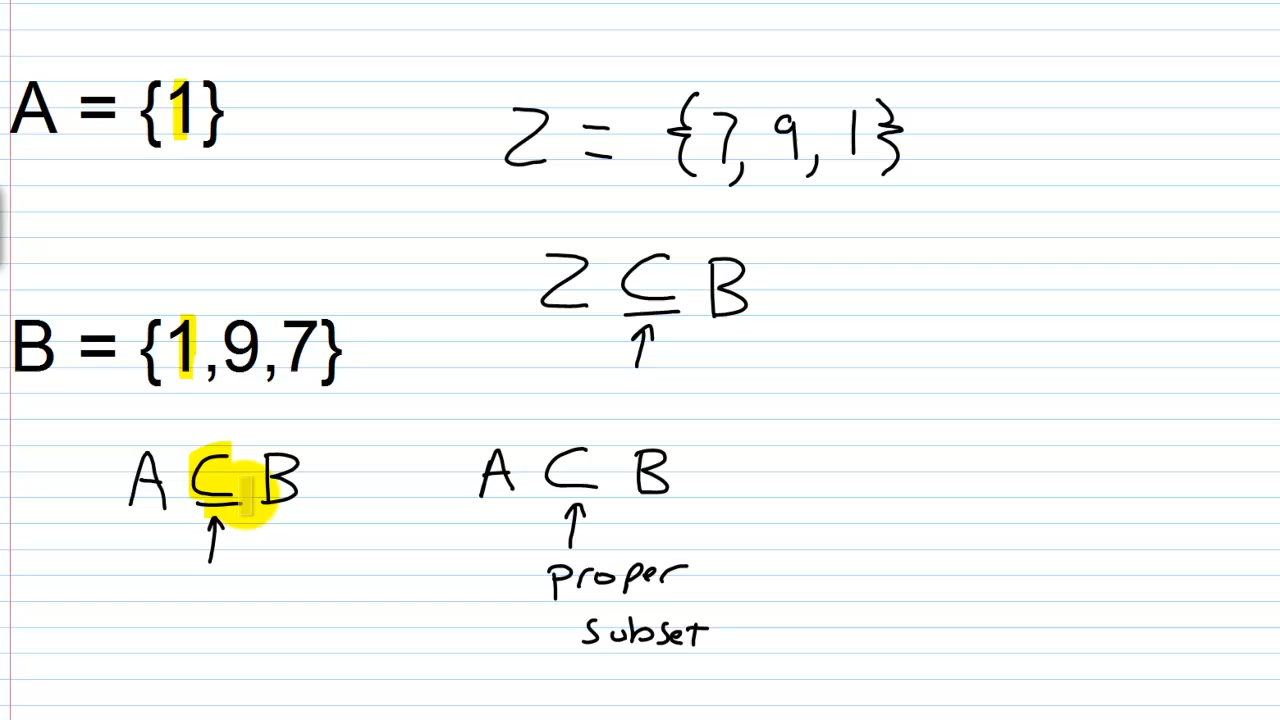 A = {1}
Z = {7, 9, 1}
Z ⊆ B
B = {1,9,7}
A ⊆ B
A ⊂ B
proper
subset